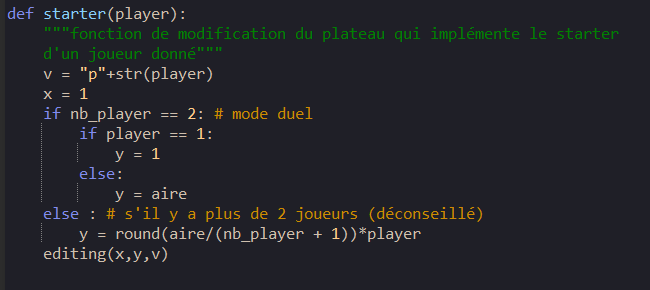 def starter(player):
    """fonction de modification du plateau qui implémente le starter
    d'un joueur donné"""
    v = "p"+str(player)
    x = 1
    if nb_player == 2: # mode duel
        if player == 1:
            y = 1
        else:
            y = aire
    else : # s'il y a plus de 2 joueurs (déconseillé)
        y = round(aire/(nb_player + 1))*player
    editing(x,y,v)